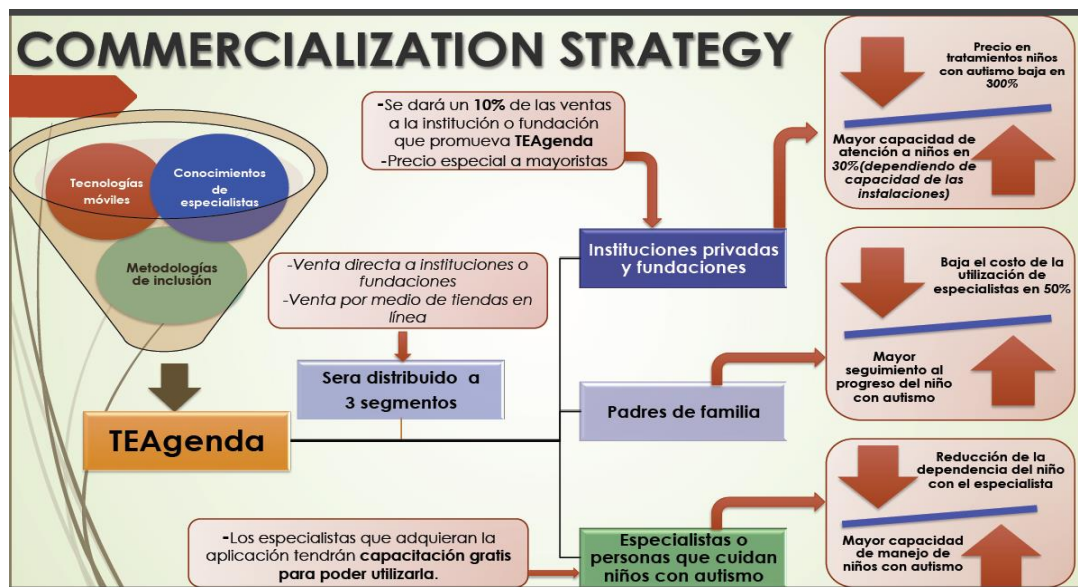 COMMERCIALIZATION STRATEGY
Tecnologías
móviles
Conocimientos
de
especialistas
Metodologías
de inclusión
TEAgenda
-Venta directa a instituciones o
fundaciones
-Venta por medio de tiendas en
línea
Sera distribuido a
3 segmentos
-Se dará un 10% de las ventas
a la institución o fundación
que promueva TEAgenda
-Precio especial a mayoristas
Instituciones privadas
y fundaciones
Precio en
tratamientos niños
con autismo baja en
300%
Mayor capacidad de
atención a niños en
30%(dependiendo de
capacidad de las
instalaciones)
Padres de familia
Baja el costo de la
utilización de
especialistas en 50%
Mayor
seguimiento al
progreso del niño
con autismo
-Los especialistas que adquieran la
aplicación tendrán capacitación gratis
para poder utilizarla.
Especialistas o
personas que cuidan
niños con autismo
Reducción de la
dependencia del niño
con el especialista
Mayor capacidad
de manejo de
niños con autismo